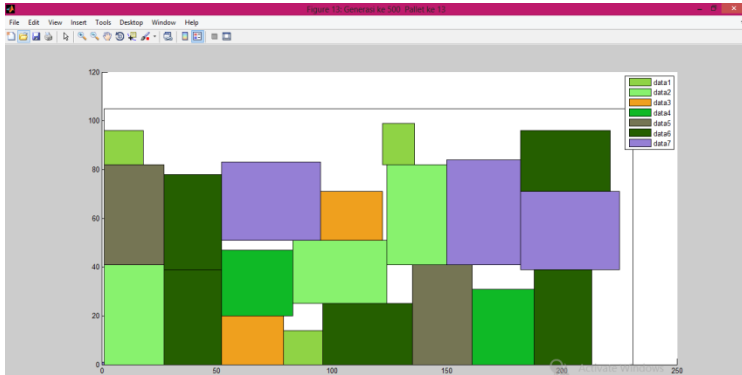 Figure 13: Generasi ke 500 Pallet ke 13
File Edit View Insert Tools Desktop Window Help
120
100
80
60
40
20
0
0 50 100 150 200 250
data1
data2
data3
data4
data5
data6
data7
Activate Windows